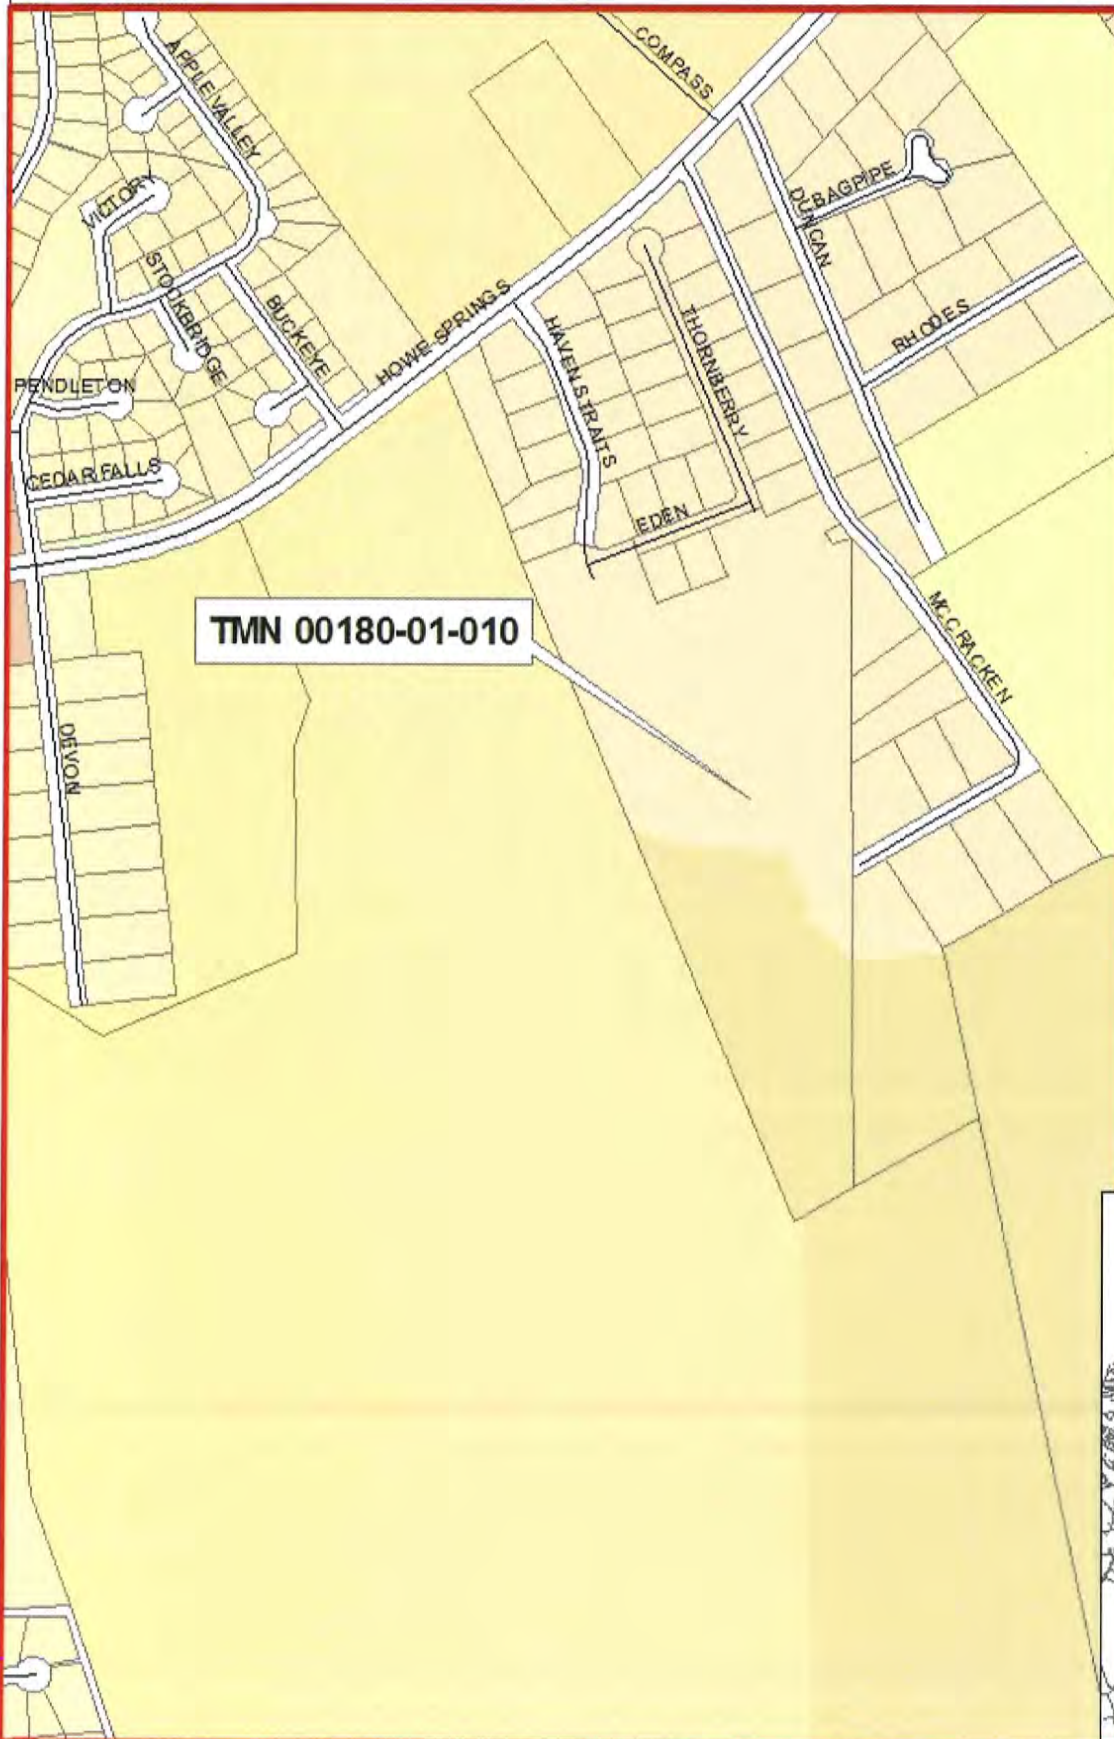 COMPASS
APPLE VALLEY
VICTORY
BAGPIPE
DUNCAN
STOCKBRIDGE
BUCKEYE
HOWE SPRINGS
HAVEN STRAITS
THORNBERRY
RHODES
PENDLETON
CEDAR FALLS
EDEN
TMN 00180-01-010
MCCRACKEN
DEVON